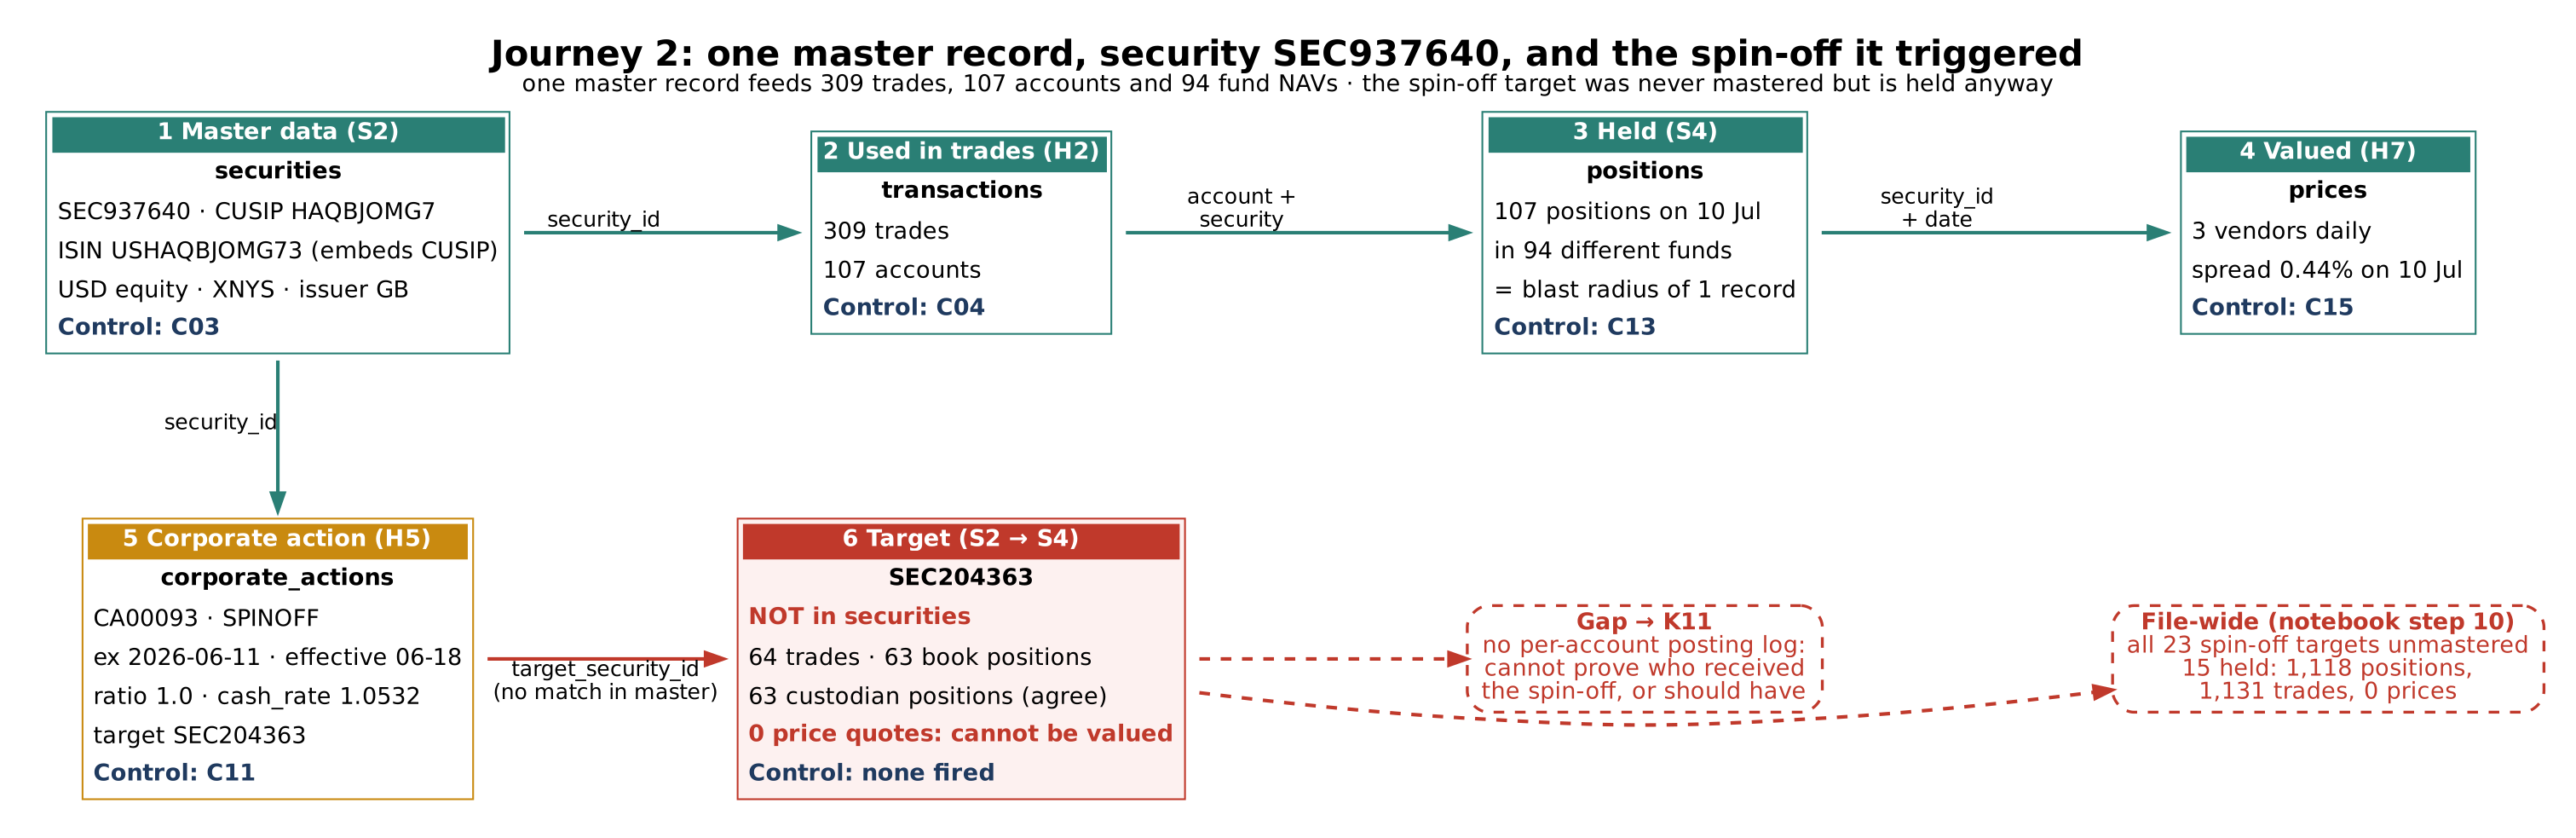 Journey 2: one master record, security SEC937640, and the spin-off it triggered
one master record feeds 309 trades, 107 accounts and 94 fund NAVs · the spin-off target was never mastered but is held anyway
1 Master data (S2)
securities
SEC937640 · CUSIP HAQBJOMG7
ISIN USHAQBJOMG73 (embeds CUSIP)
USD equity · XNYS · issuer GB
Control: C03
security_id
2 Used in trades (H2)
transactions
309 trades
107 accounts
Control: C04
account +
security
3 Held (S4)
positions
107 positions on 10 Jul
in 94 different funds
= blast radius of 1 record
Control: C13
security_id
+ date
4 Valued (H7)
prices
3 vendors daily
spread 0.44% on 10 Jul
Control: C15
security_id
5 Corporate action (H5)
corporate_actions
CA00093 · SPINOFF
ex 2026-06-11 · effective 06-18
ratio 1.0 · cash_rate 1.0532
target SEC204363
Control: C11
target_security_id
(no match in master)
6 Target (S2 → S4)
SEC204363
NOT in securities
64 trades · 63 book positions
63 custodian positions (agree)
0 price quotes: cannot be valued
Control: none fired
Gap → K11
no per-account posting log:
cannot prove who received
the spin-off, or should have
File-wide (notebook step 10)
all 23 spin-off targets unmastered
15 held: 1,118 positions,
1,131 trades, 0 prices